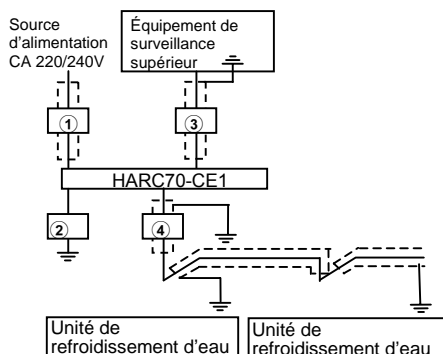 Source
d'alimentation
CA 220/240V
Équipement de
surveillance
supérieur
①
③
HARC70-CE1
②
④
Unité de
refroidissement d'eau
Unité de
refroidissement d'eau